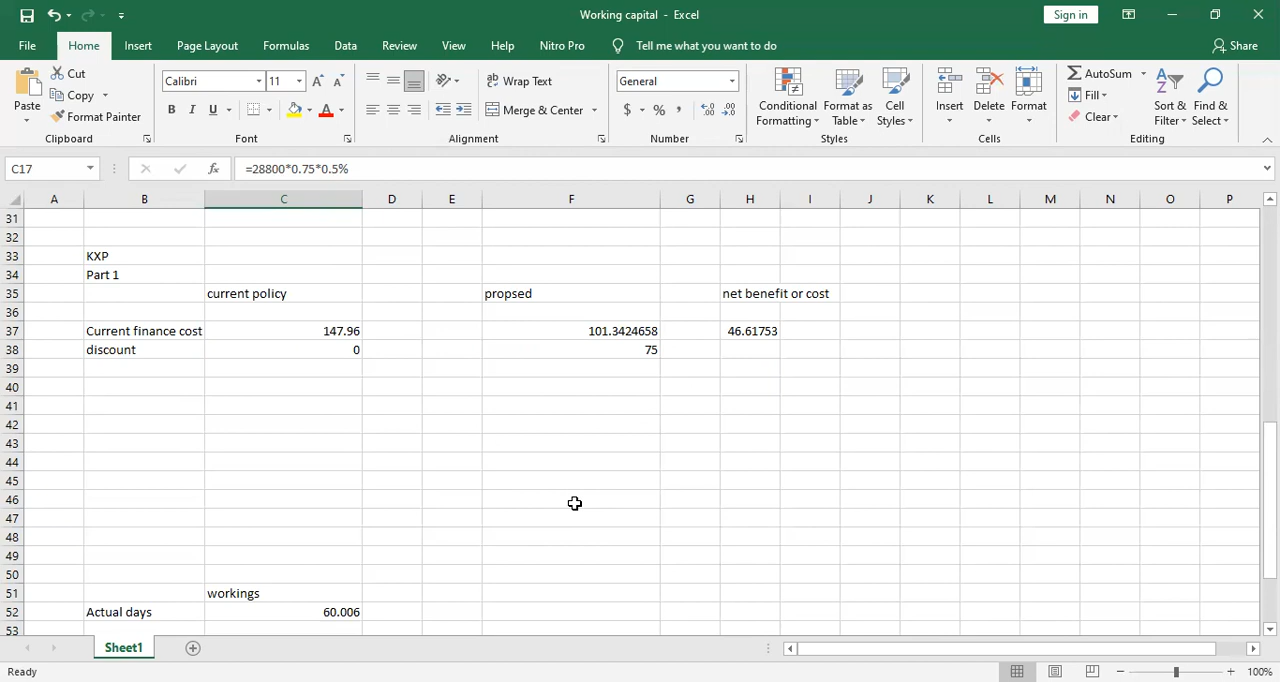 Working capital - Excel
Sign in
File Home Insert Page Layout Formulas Data Review View Help Nitro Pro Tell me what you want to do Share
Paste
Cut
Copy
Format Painter
Clipboard
Calibri 11
B I U
Font
Wrap Text
Merge & Center
Alignment
General
$ % ,
Number
Conditional Formatting
Format as Table
Cell Styles
Styles
Insert Delete Format
Cells
AutoSum
Fill
Clear
Sort & Filter
Find & Select
Editing
C17 fx =28800*0.75*0.5%
A B C D E F G H I J K L M N O P
31
32
33 KXP
34 Part 1
35 current policy propsed net benefit or cost
36
37 Current finance cost 147.96 101.3424658 46.61753
38 discount 0 75
39
40
41
42
43
44
45
46
47
48
49
50
51 workings
52 Actual days 60.006
53
Sheet1
Ready 100%